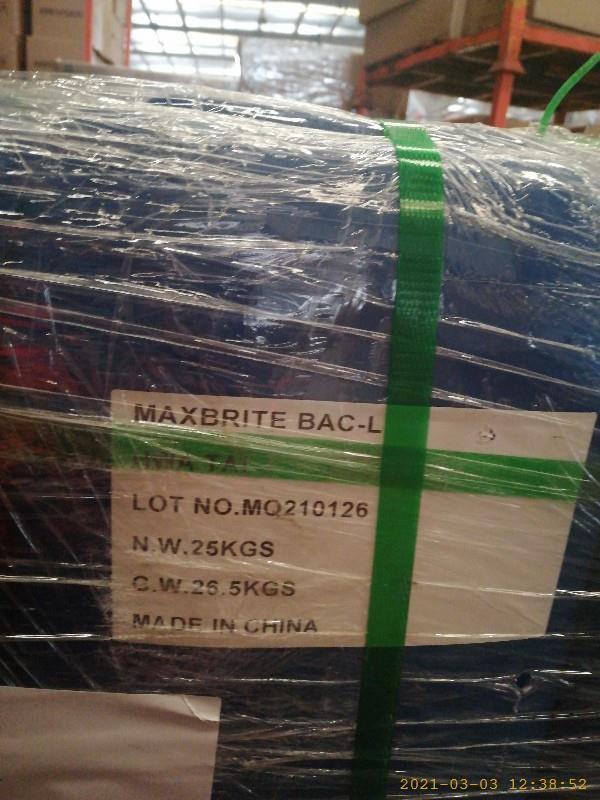 MAXBRITE BAC-L
LOT NO.MQ210126
N.W.25KGS
G.W.26.5KGS
MADE IN CHINA
2021-03-03 12:38:52